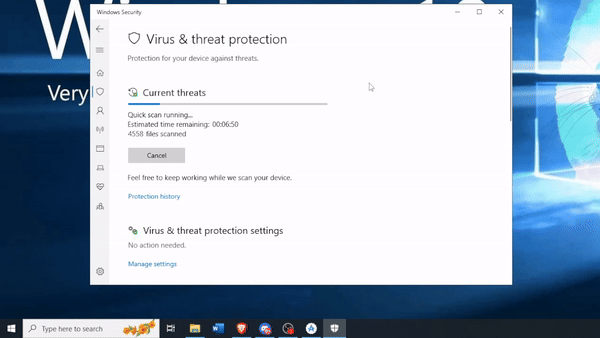 Windows Security
Virus & threat protection
Protection for your device against threats.
Very
Current threats
Quick scan running...
Estimated time remaining: 00:06:50
4558 files scanned
Cancel
Feel free to keep working while we scan your device.
Protection history
Virus & threat protection settings
No action needed.
Manage settings
Type here to search